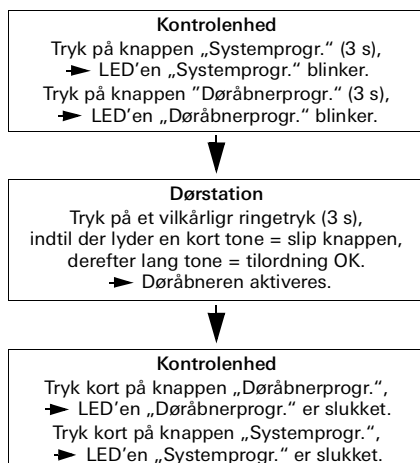 Kontrolenhed
Tryk på knappen „Systemprogr.“ (3 s),
➛ LED’en „Systemprogr.“ blinker.
Tryk på knappen ”Døråbnerprogr.“ (3 s),
➛ LED’en „Døråbnerprogr.“ blinker.
Dørstation
Tryk på et vilkårligr ringetryk (3 s),
indtil der lyder en kort tone = slip knappen,
derefter lang tone = tilordning OK.
➛ Døråbneren aktiveres.
Kontrolenhed
Tryk kort på knappen „Døråbnerprogr.“,
➛ LED’en „Døråbnerprogr.“ er slukket.
Tryk kort på knappen „Systemprogr.“,
➛ LED’en „Systemprogr.“ er slukket.